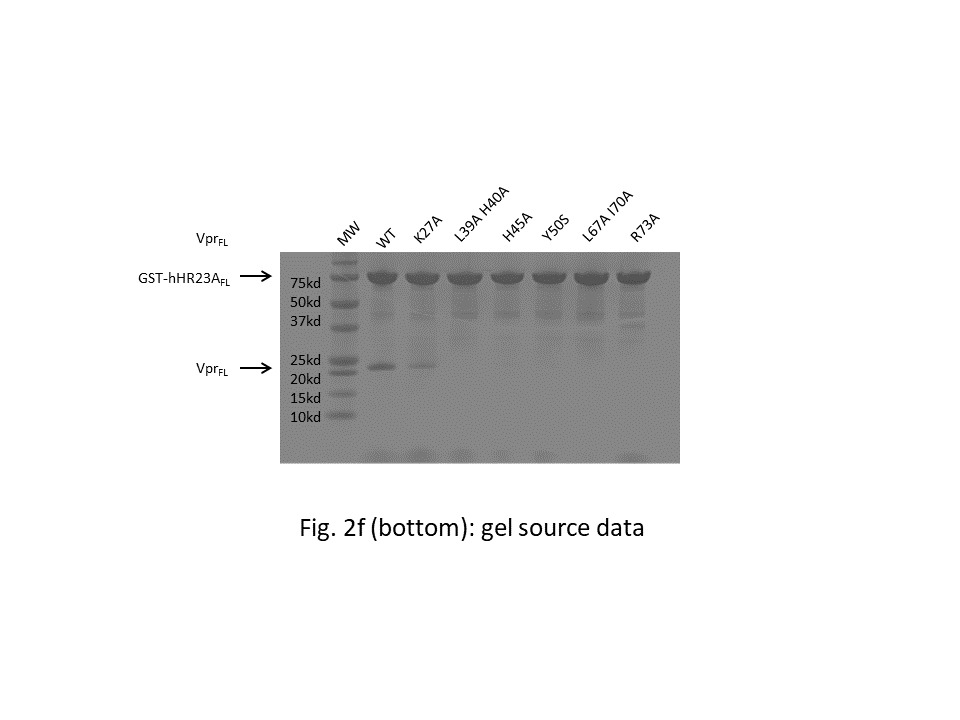 MW WT K27A L39A H40A H45A Y50S L67A I70A R73A
VprFL
GST-hHR23AFL
75kd
50kd
37kd
25kd
VprFL
20kd
15kd
10kd
Fig. 2f (bottom): gel source data